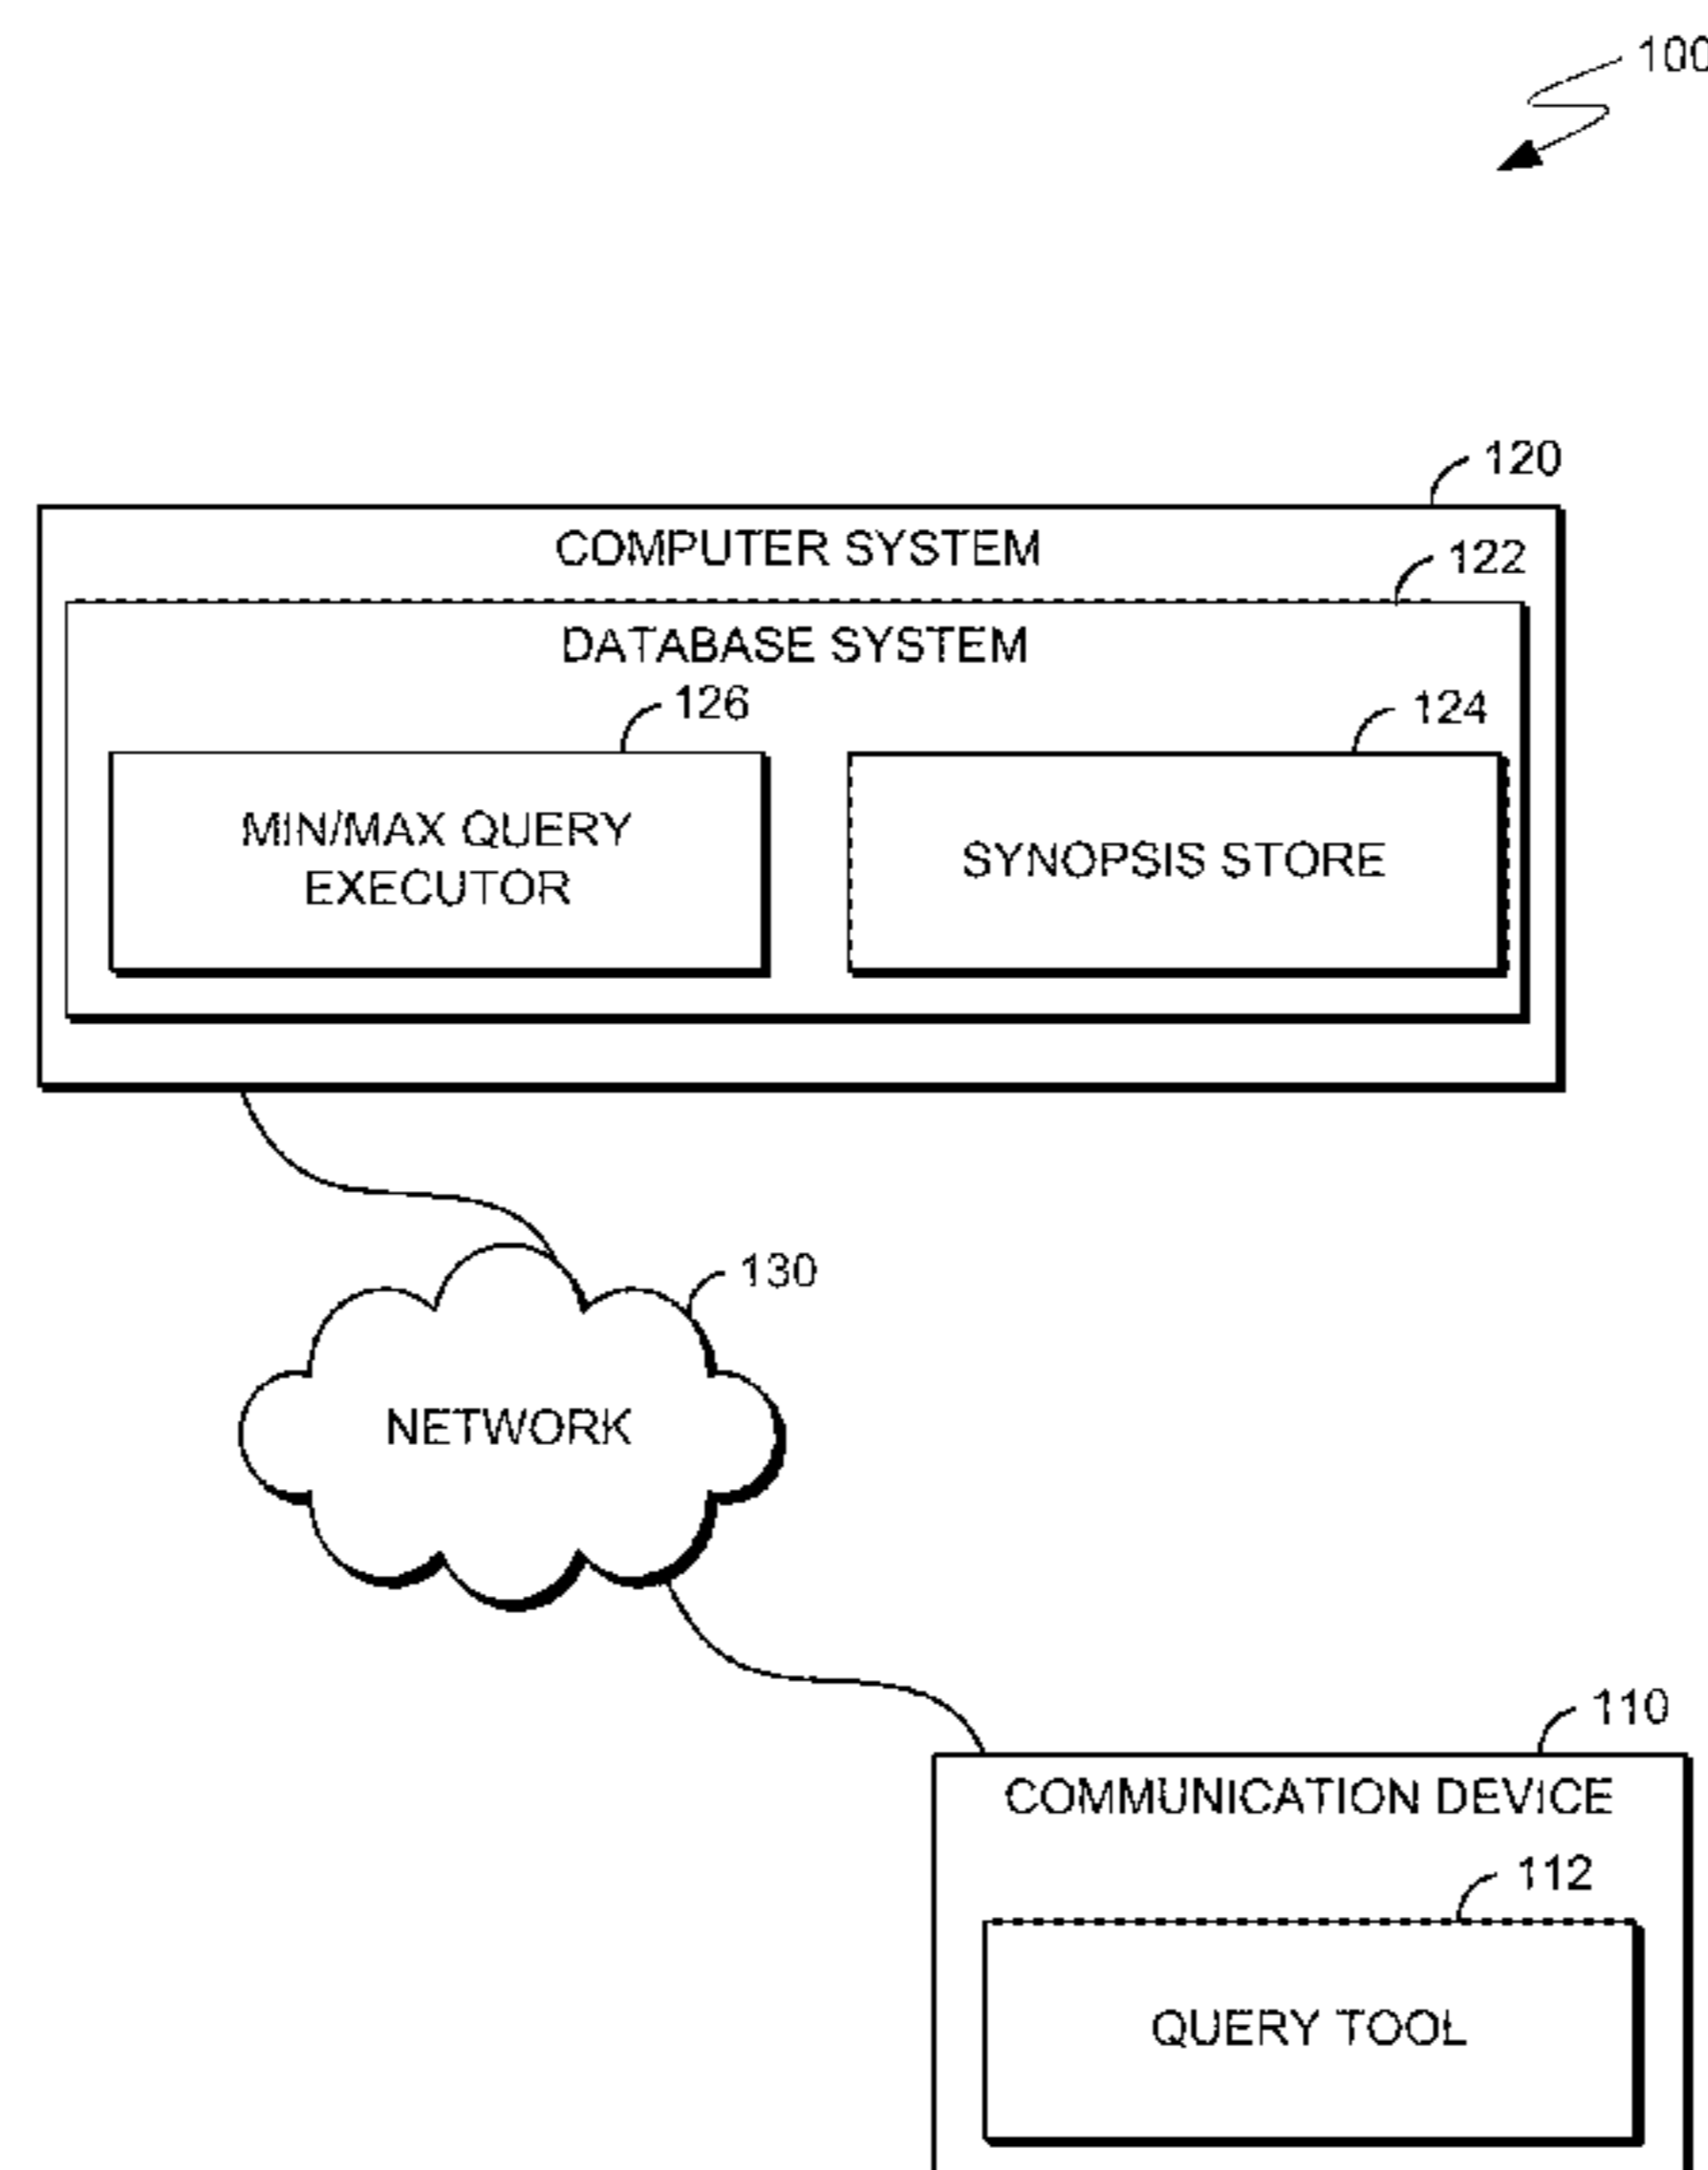 100
120
COMPUTER SYSTEM
122
DATABASE SYSTEM
126
124
MIN/MAX QUERY
EXECUTOR
SYNOPSIS STORE
130
NETWORK
110
COMMUNICATION DEVICE
112
QUERY TOOL